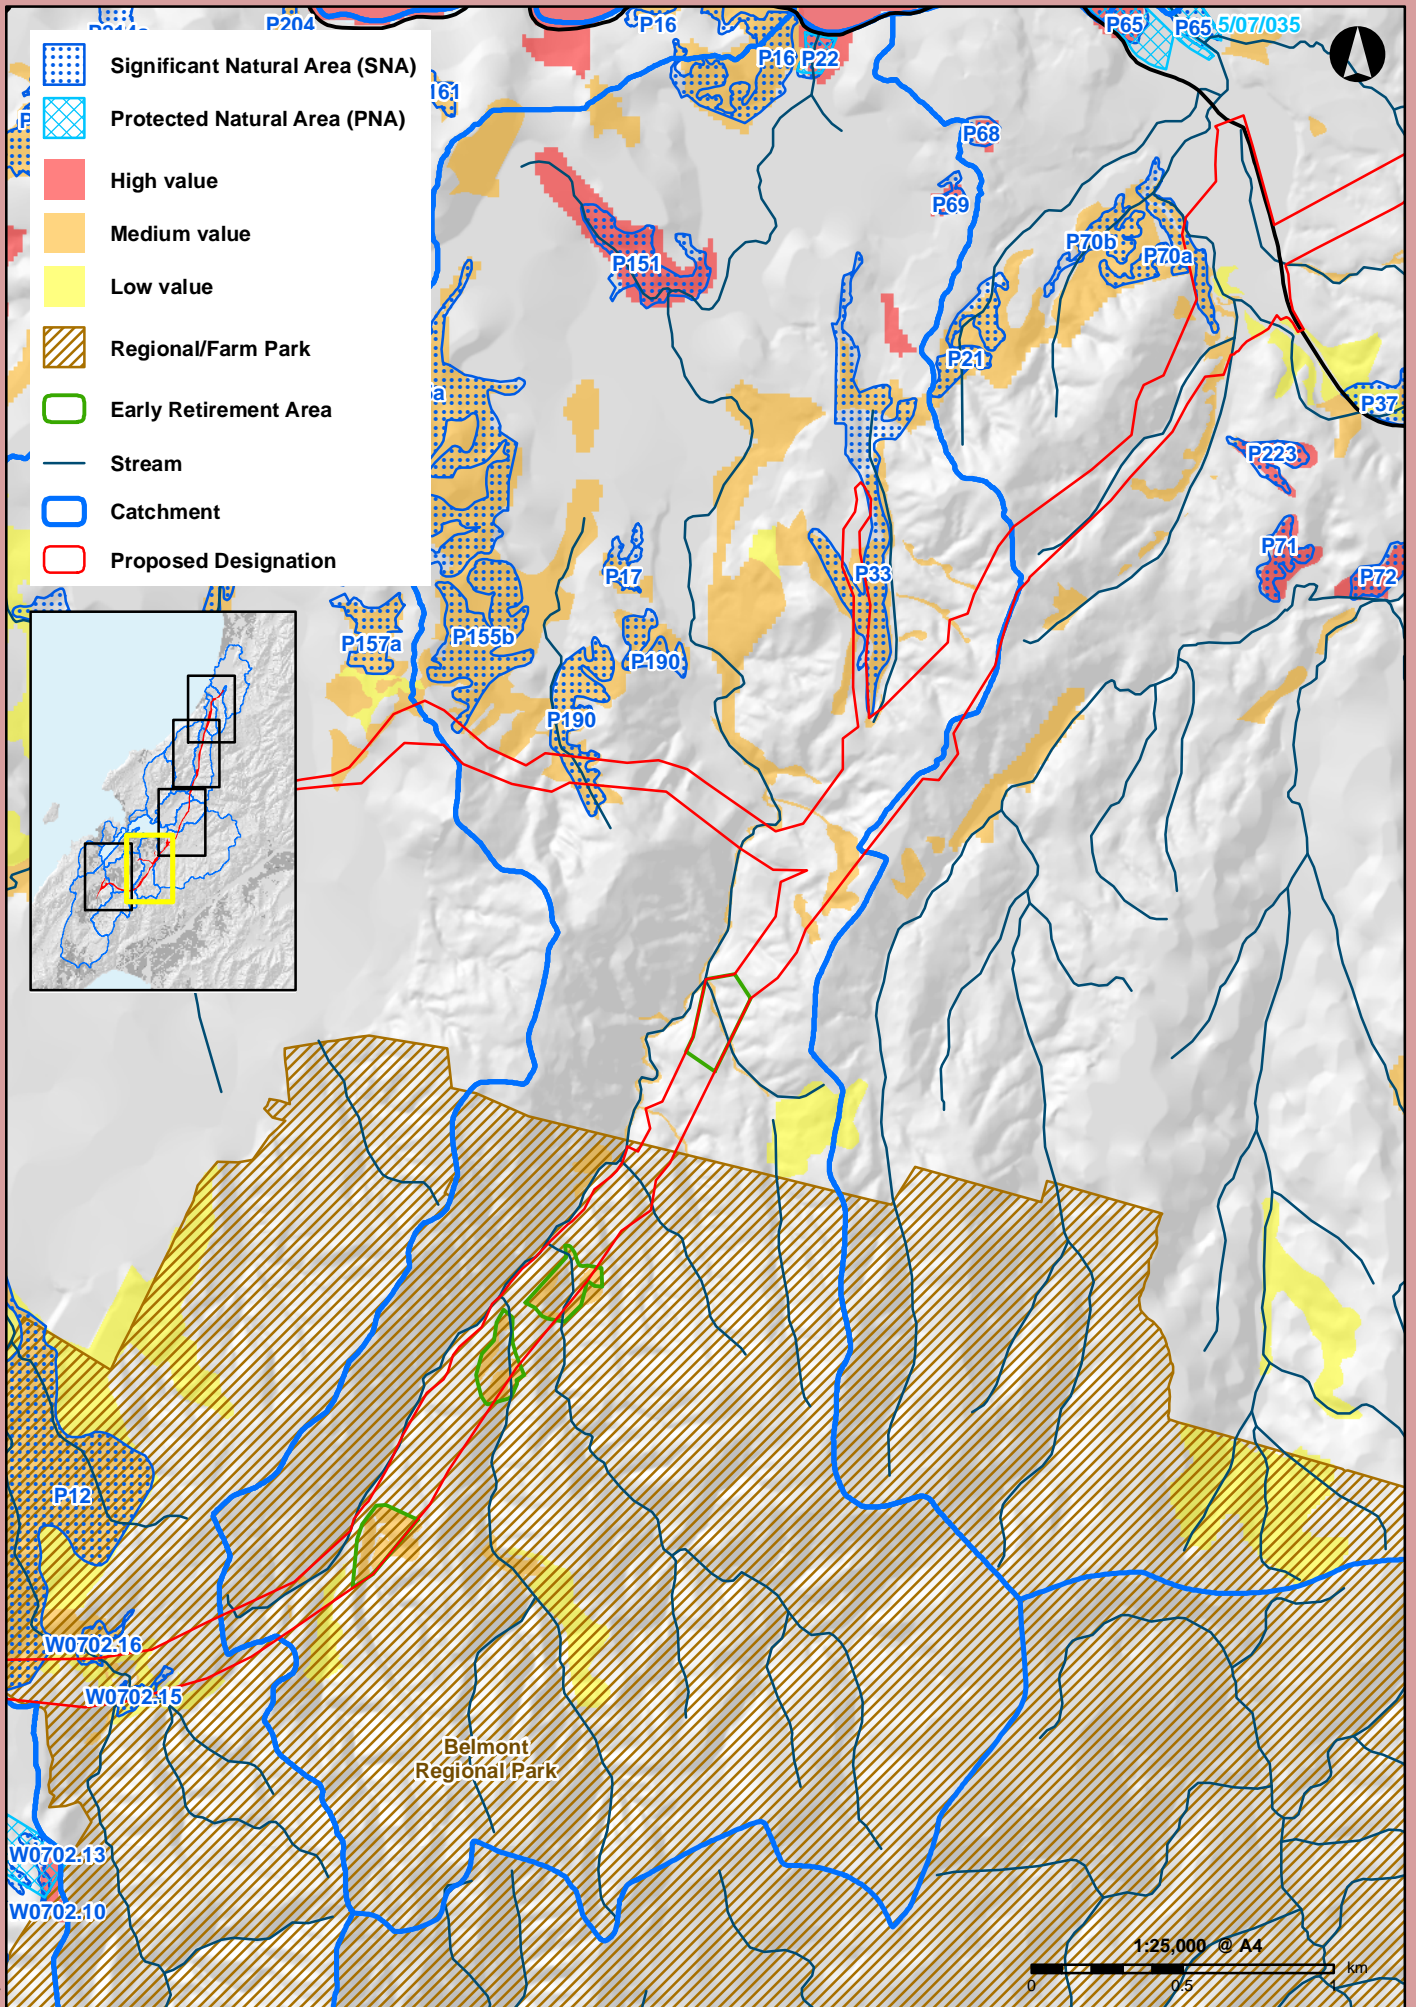 P204
P16
P65
P65
5/07/035
Significant Natural Area (SNA)
P16
P22
161
Protected Natural Area (PNA)
P68
High value
P69
Medium value
P70b
P70a
P151
Low value
Regional/Farm Park
P21
5a
Early Retirement Area
P37
Stream
P223
Catchment
P71
Proposed Designation
P33
P17
P72
P157a
P155b
P190
P190
P12
W0702.16
W0702.15
Belmont
Regional Park
W0702.13
W0702.10
1:25,000 @ A4
km
0
0.5
1